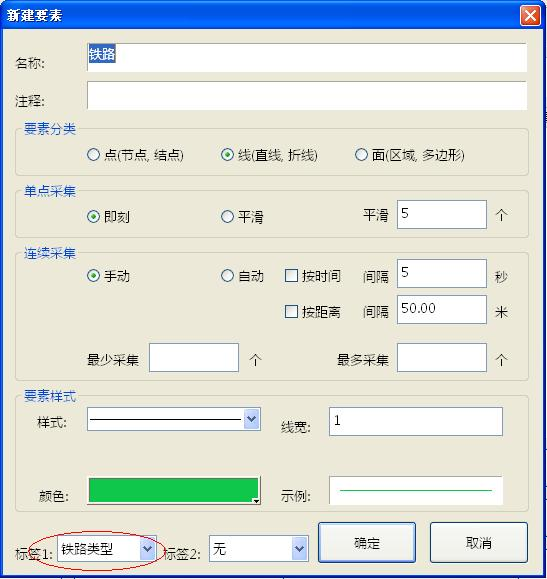 新建要素
名称: 铁路
注释:
要素分类
点(节点, 结点) 线(直线, 折线) 面(区域, 多边形)
单点采集
即刻 平滑 平滑 5 个
连续采集
手动 自动 按时间 间隔 5 秒
按距离 间隔 50.00 米
最少采集 个 最多采集 个
要素样式
样式: 线宽: 1
颜色: 示例:
标签1: 铁路类型 标签2: 无 确定 取消